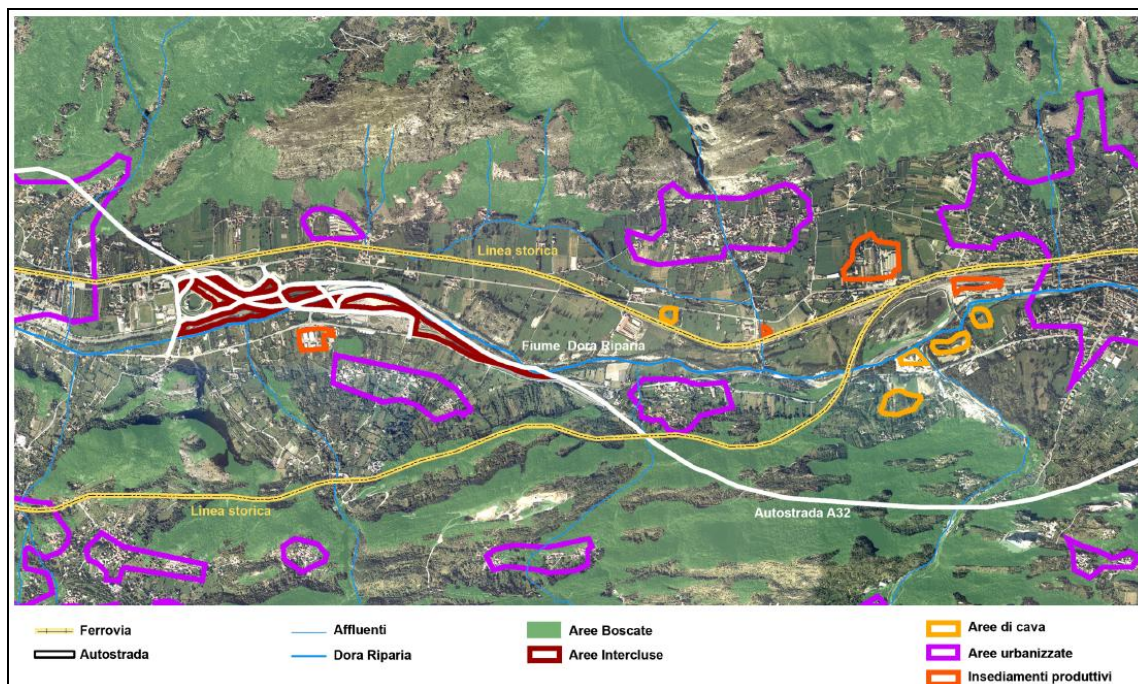 Linea storica
Fiume Dora Riparia
Linea storica
Autostrada A32
Ferrovia
Autostrada
Affluenti
Dora Riparia
Aree Boscate
Aree Intercluse
Aree di cava
Aree urbanizzate
Insediamenti produttivi